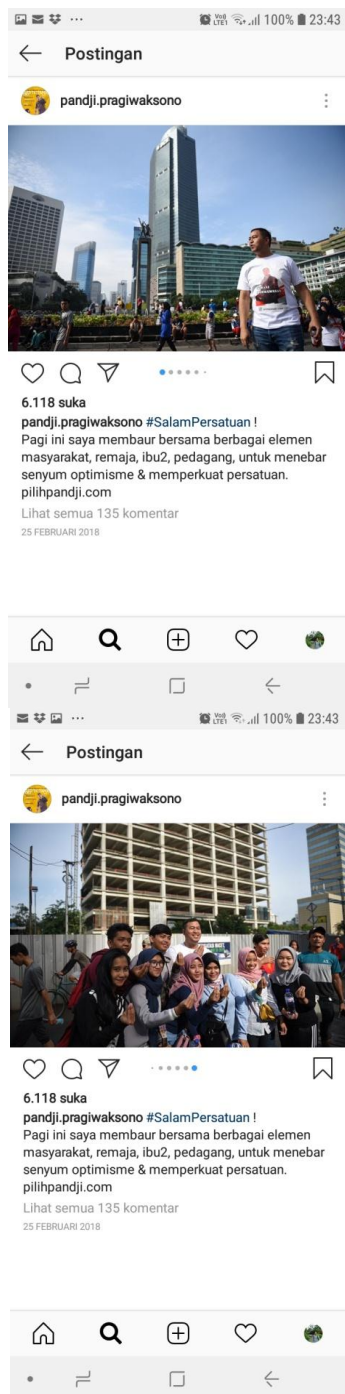 100% 23:43
Postingan
pandji.pragiwaksono
6.118 suka
pandji.pragiwaksono #SalamPersatuan !
Pagi ini saya membaur bersama berbagai elemen
masyarakat, remaja, ibu2, pedagang, untuk menebar
senyum optimisme & memperkuat persatuan.
pilihpandji.com
Lihat semua 135 komentar
25 FEBRUARI 2018
100% 23:43
Postingan
pandji.pragiwaksono
6.118 suka
pandji.pragiwaksono #SalamPersatuan !
Pagi ini saya membaur bersama berbagai elemen
masyarakat, remaja, ibu2, pedagang, untuk menebar
senyum optimisme & memperkuat persatuan.
pilihpandji.com
Lihat semua 135 komentar
25 FEBRUARI 2018